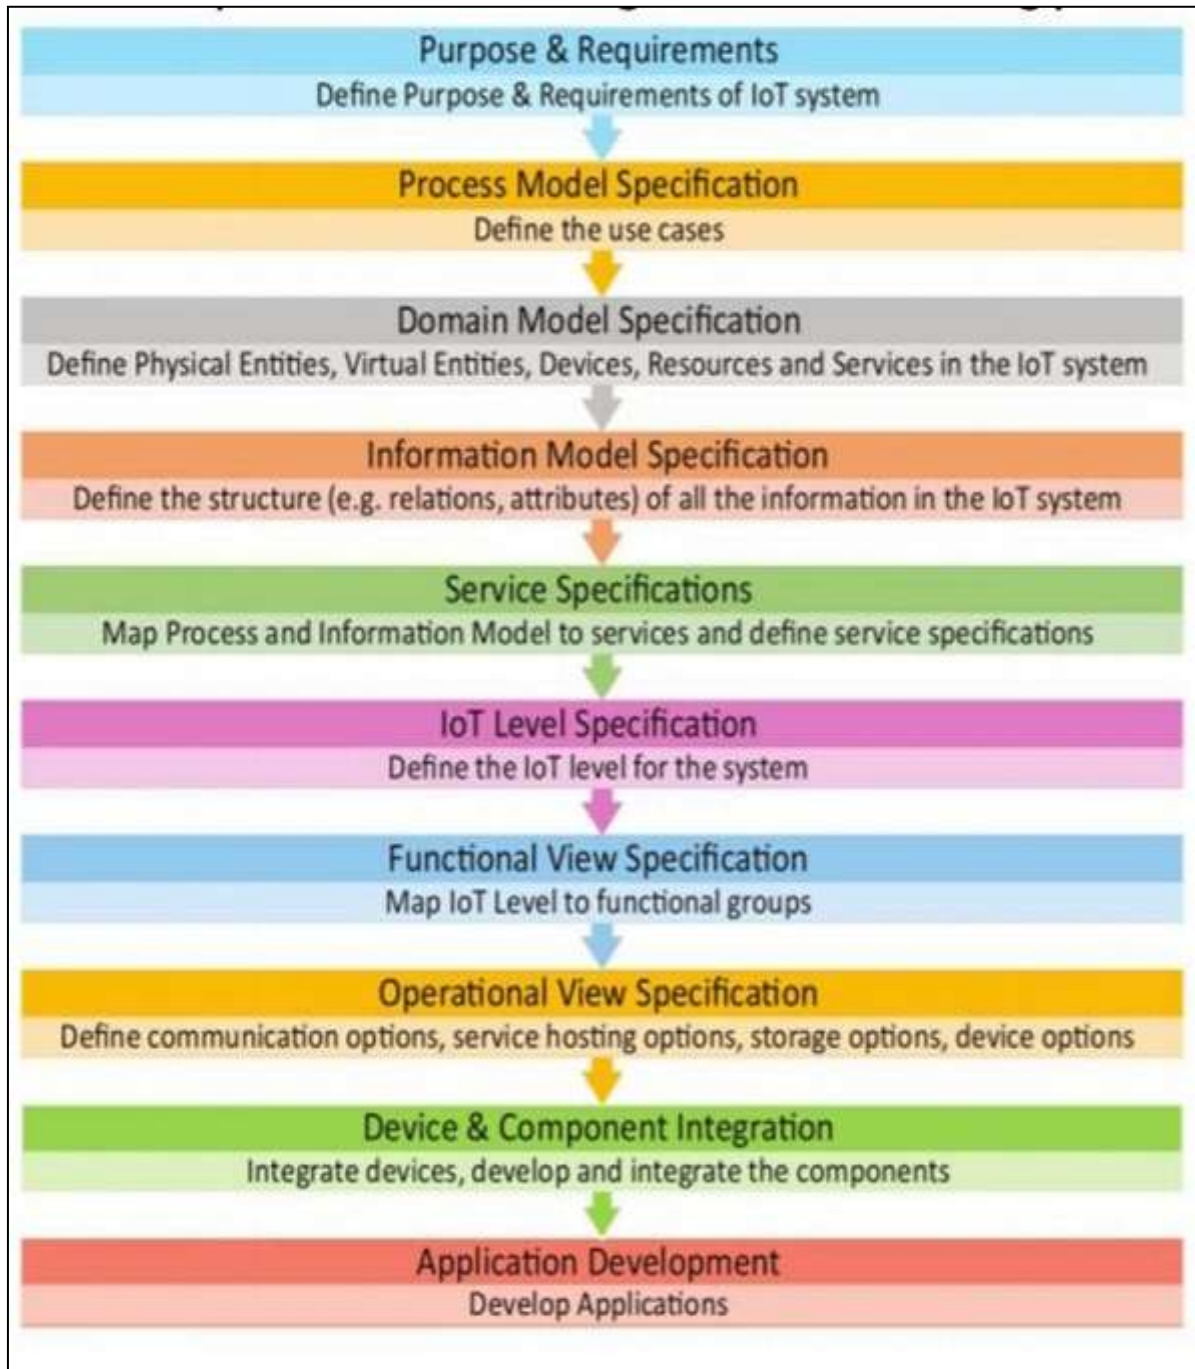 Purpose & Requirements
Define Purpose & Requirements of IoT system
Process Model Specification
Define the use cases
Domain Model Specification
Define Physical Entities, Virtual Entities, Devices, Resources and Services in the IoT system
Information Model Specification
Define the structure (e.g. relations, attributes) of all the information in the IoT system
Service Specifications
Map Process and Information Model to services and define service specifications
IoT Level Specification
Define the IoT level for the system
Functional View Specification
Map IoT Level to functional groups
Operational View Specification
Define communication options, service hosting options, storage options, device options
Device & Component Integration
Integrate devices, develop and integrate the components
Application Development
Develop Applications